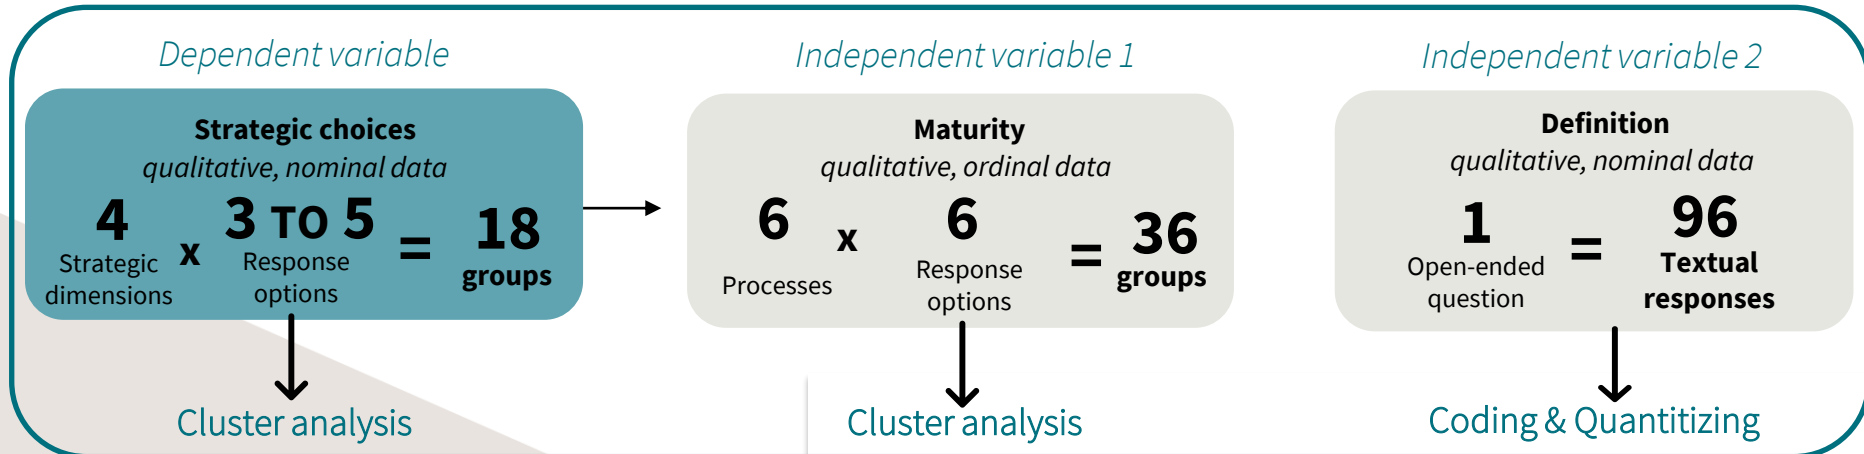 Dependent variable
Strategic choices
qualitative, nominal data
4
Strategic
dimensions
x
3 TO 5
Response
options
=
18
groups
Cluster analysis
Independent variable 1
Maturity
qualitative, ordinal data
6
Processes
x
6
Response
options
=
36
groups
Cluster analysis
Independent variable 2
Definition
qualitative, nominal data
1
Open-ended
question
=
96
Textual
responses
Coding & Quantitizing